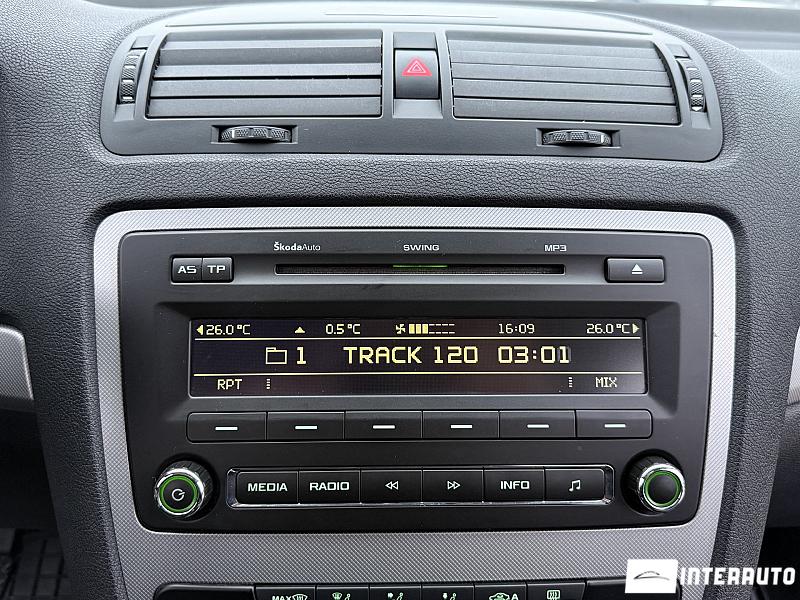 ŠkodaAuto SWING MP3
AS TP
26.0°C 0.5°C 16:09 26.0°C
1 TRACK 120 03:01
RPT MIX
MEDIA RADIO INFO
MAX A
INTERAUTO